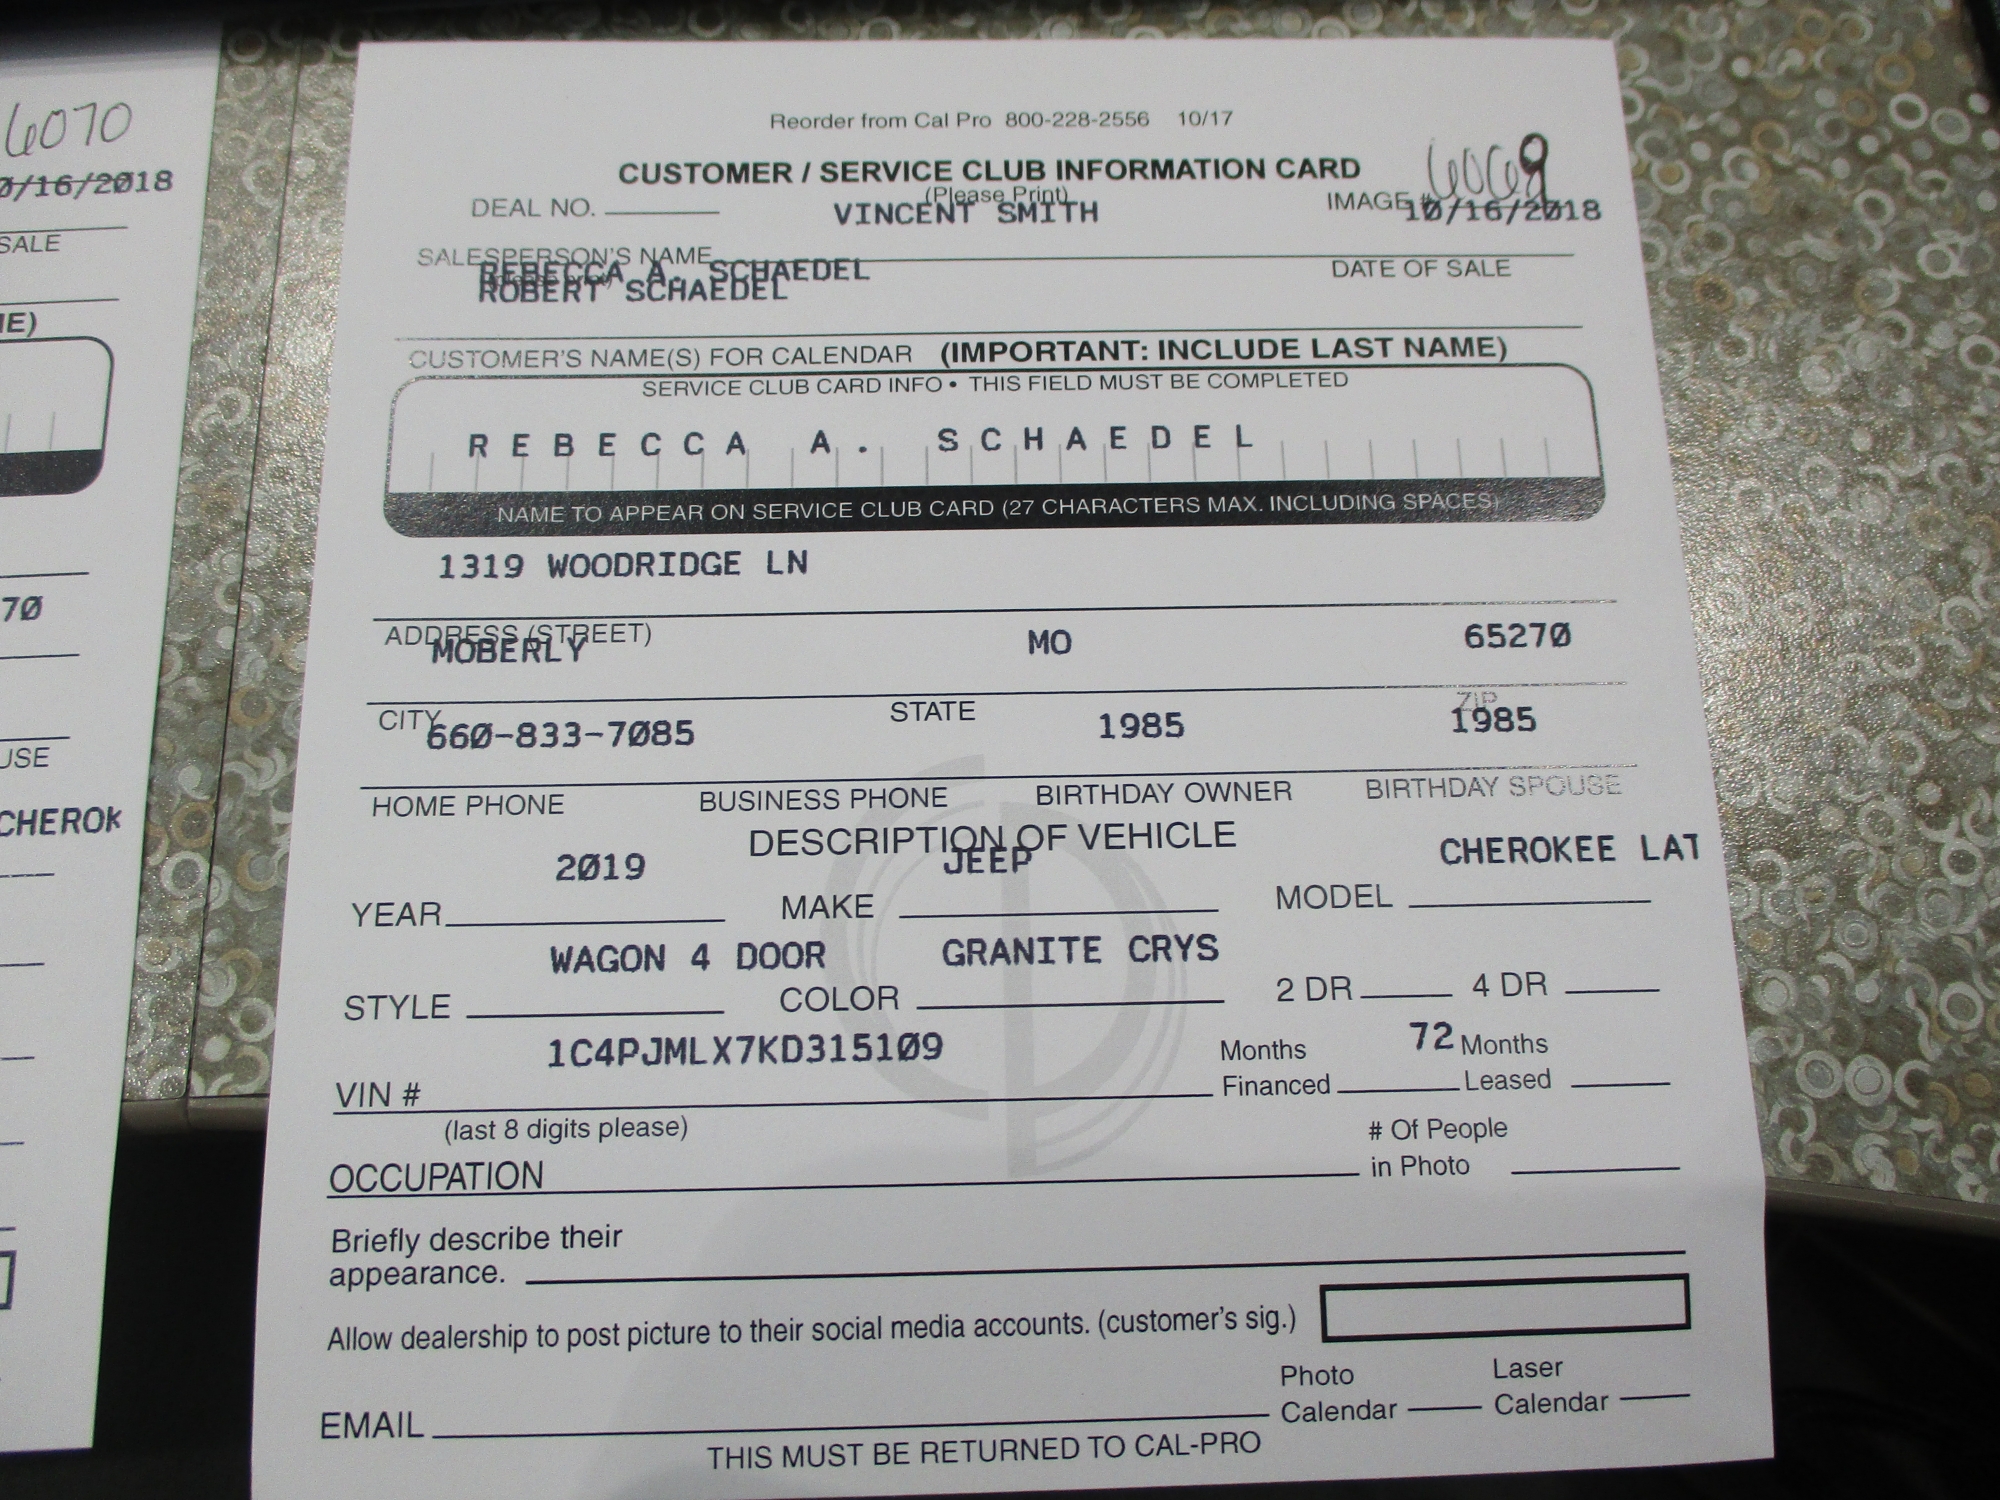 6070
0/16/2018
SALE
IE)
70
USE
CHEROK
Reorder from Cal Pro 800-228-2556 10/17
CUSTOMER / SERVICE CLUB INFORMATION CARD
(Please Print)
DEAL NO. VINCENT SMITH IMAGE # 6069
10/16/2018
SALESPERSON'S NAME DATE OF SALE
REBECCA A. SCHAEDEL
ROBERT SCHAEDEL
CUSTOMER'S NAME(S) FOR CALENDAR (IMPORTANT: INCLUDE LAST NAME)
SERVICE CLUB CARD INFO • THIS FIELD MUST BE COMPLETED
REBECCA A. SCHAEDEL
NAME TO APPEAR ON SERVICE CLUB CARD (27 CHARACTERS MAX. INCLUDING SPACES)
1319 WOODRIDGE LN
ADDRESS (STREET)
MOBERLY MO 65270
CITY STATE ZIP
660-833-7085 1985 1985
HOME PHONE BUSINESS PHONE BIRTHDAY OWNER BIRTHDAY SPOUSE
DESCRIPTION OF VEHICLE
2019 JEEP CHEROKEE LAT
YEAR MAKE MODEL
WAGON 4 DOOR GRANITE CRYS
STYLE COLOR 2 DR 4 DR
1C4PJMLX7KD315109 72
VIN # Months Financed Months Leased
(last 8 digits please)
OCCUPATION # Of People in Photo
Briefly describe their
appearance.
Allow dealership to post picture to their social media accounts. (customer's sig.)
EMAIL Photo Calendar Laser Calendar
THIS MUST BE RETURNED TO CAL-PRO